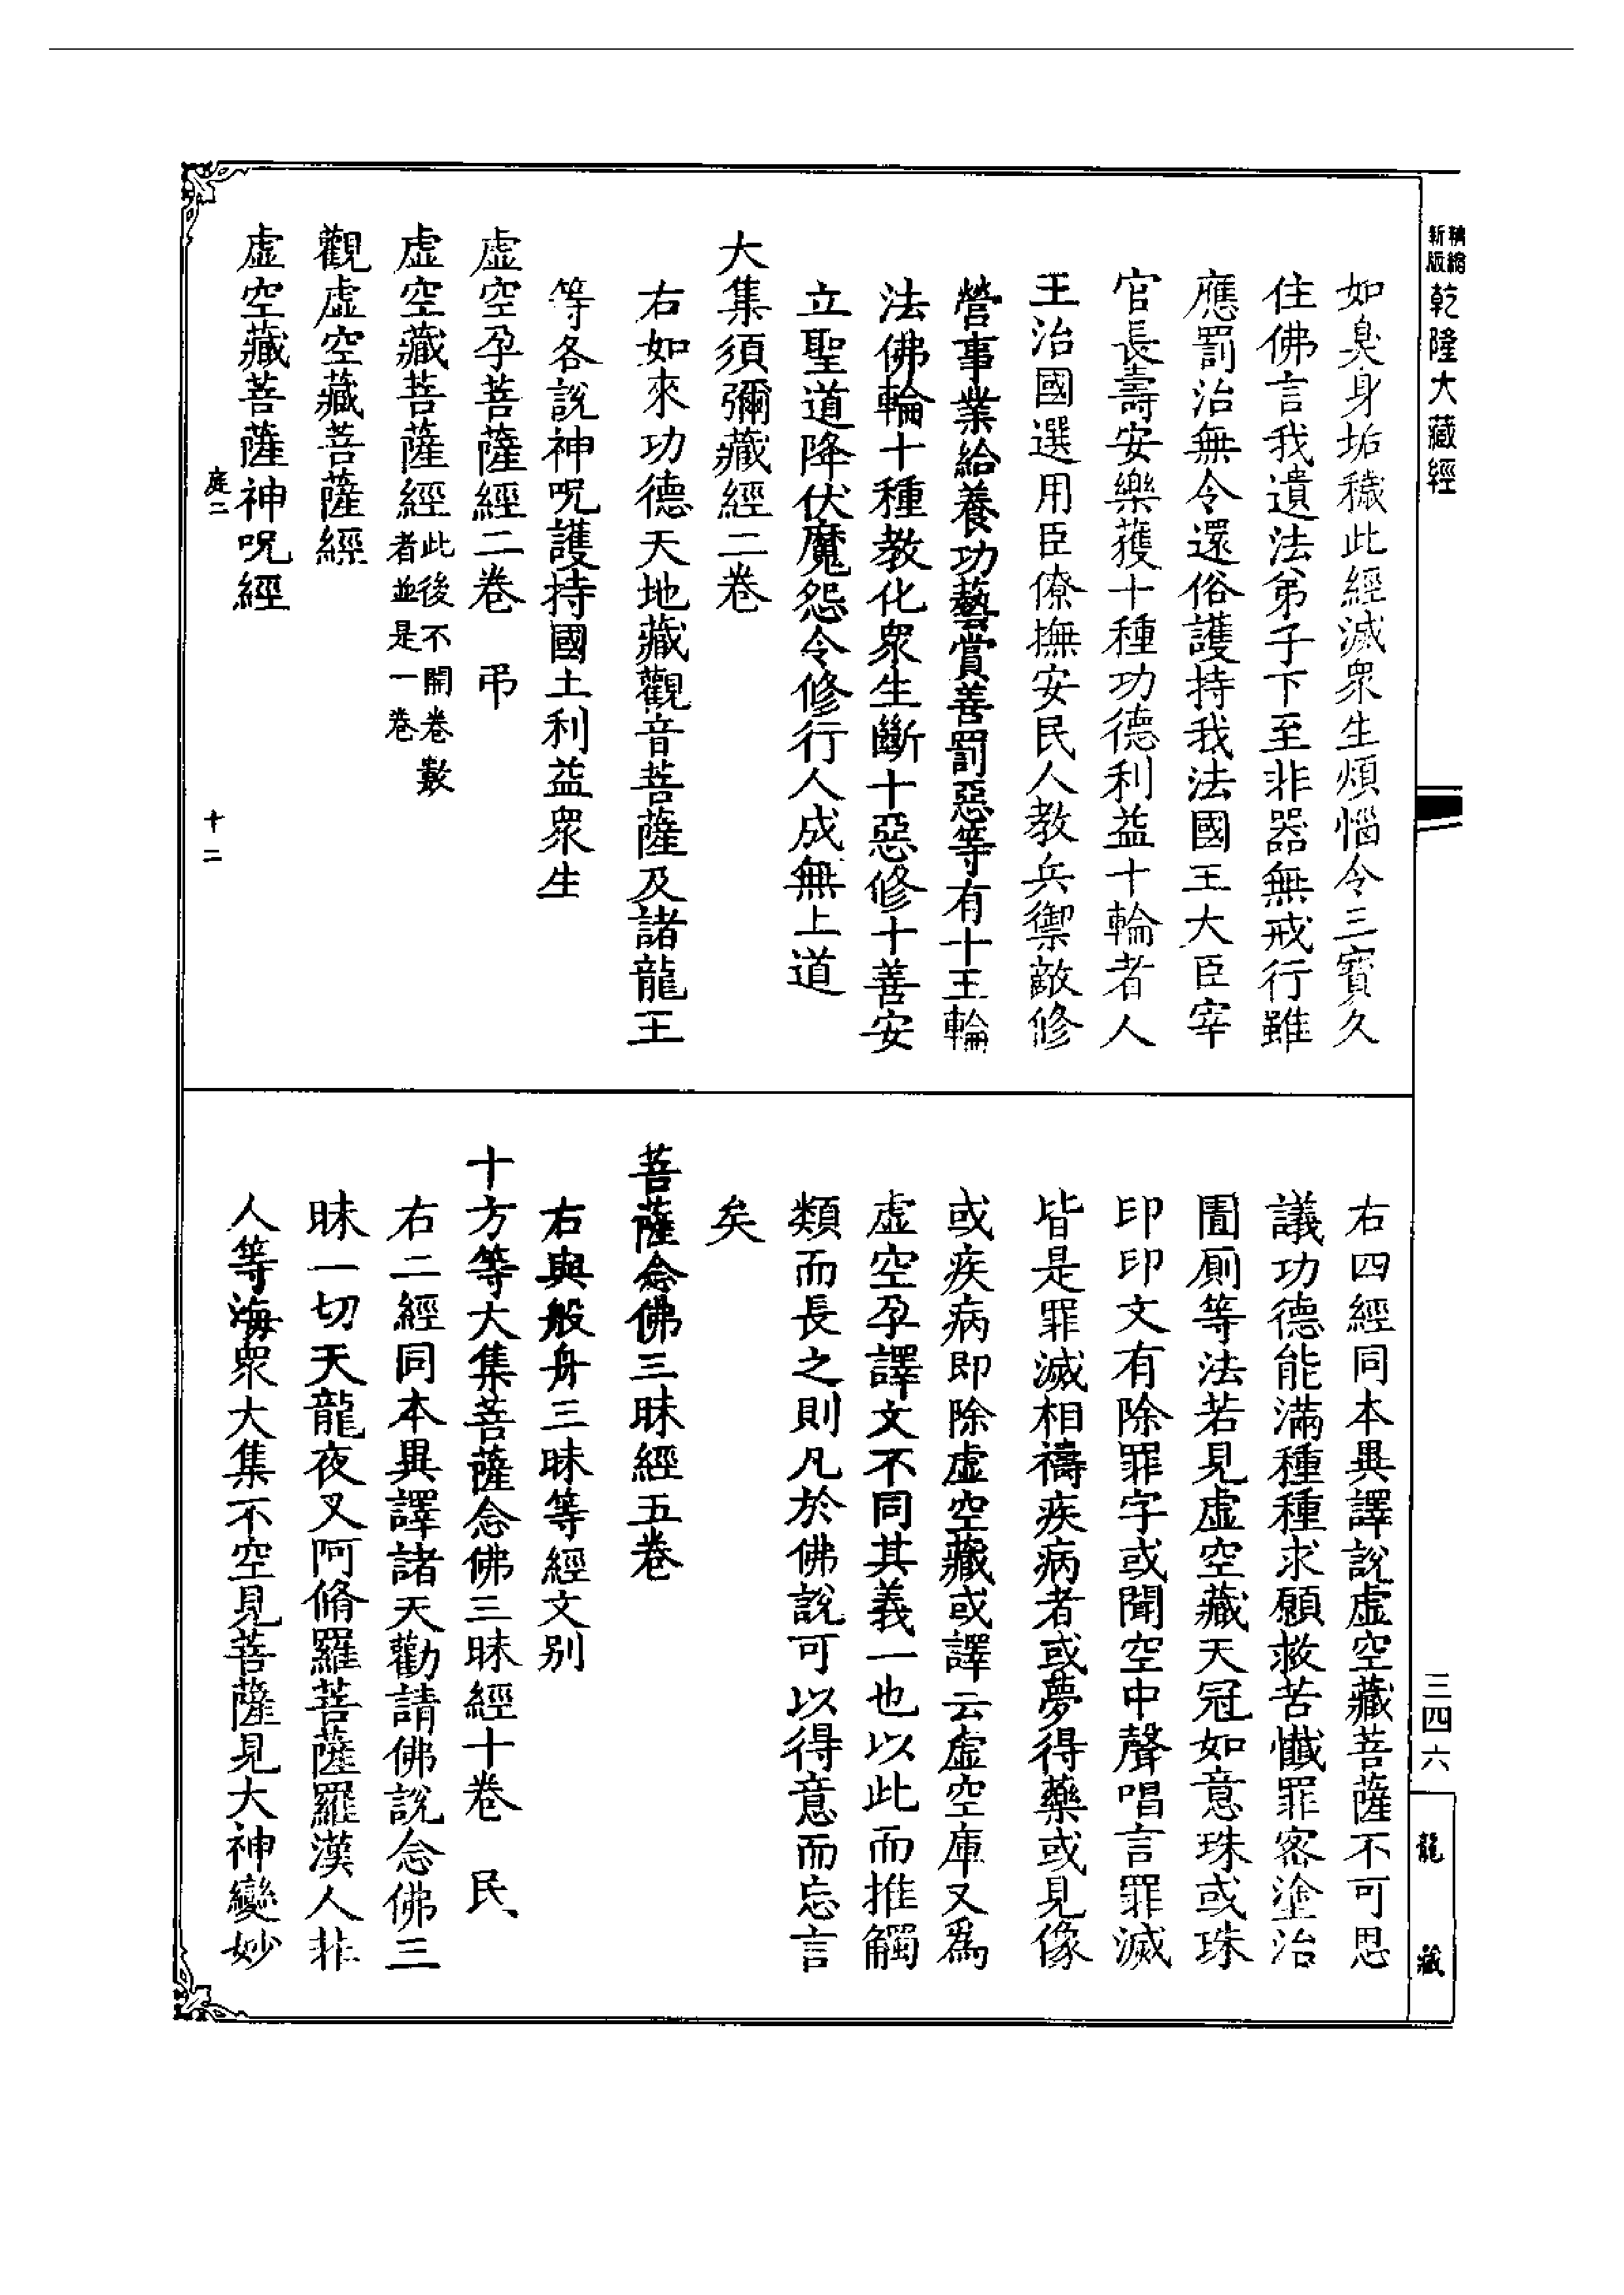 精縮新版乾隆大藏經
三四六
龍藏
如臭身垢穢此經滅衆生煩惱令三寶久
住佛言我遺法弟子下至非器無戒行雖
應罰治無令還俗護持我法國王大臣宰
官長壽安樂獲十種功德利益十輪者人
王治國選用臣僚撫安民人教兵禦敵修
營事業給養功藝賞善罰惡等有十王輪
法佛輪十種教化衆生斷十惡修十善安
立聖道降伏魔怨令修行人成無上道
大集須彌藏經二卷
右如來功德天地藏觀音菩薩及諸龍王
等各說神呪護持國土利益衆生
虛空孕菩薩經二卷　弔
虛空藏菩薩經此後不開卷數者並是一卷
觀虛空藏菩薩經
虛空藏菩薩神呪經
庭二　十二
右四經同本異譯說虛空藏菩薩不可思
議功德能滿種種求願救苦懺罪密塗治
圊廁等法若見虛空藏天冠如意珠或珠
印印文有除罪字或聞空中聲唱言罪滅
皆是罪滅相禱疾病者或夢得藥或見像
或疾病即除虛空藏或譯云虛空庫又爲
虛空孕譯文不同其義一也以此而推觸
類而長之則凡於佛說可以得意而忘言
矣
菩薩念佛三昧經五卷
右與般舟三昧等經文別
十方等大集菩薩念佛三昧經十卷　民
右二經同本異譯諸天勸請佛說念佛三
昧一切天龍夜叉阿脩羅菩薩羅漢人非
人等海衆大集不空見菩薩見大神變妙